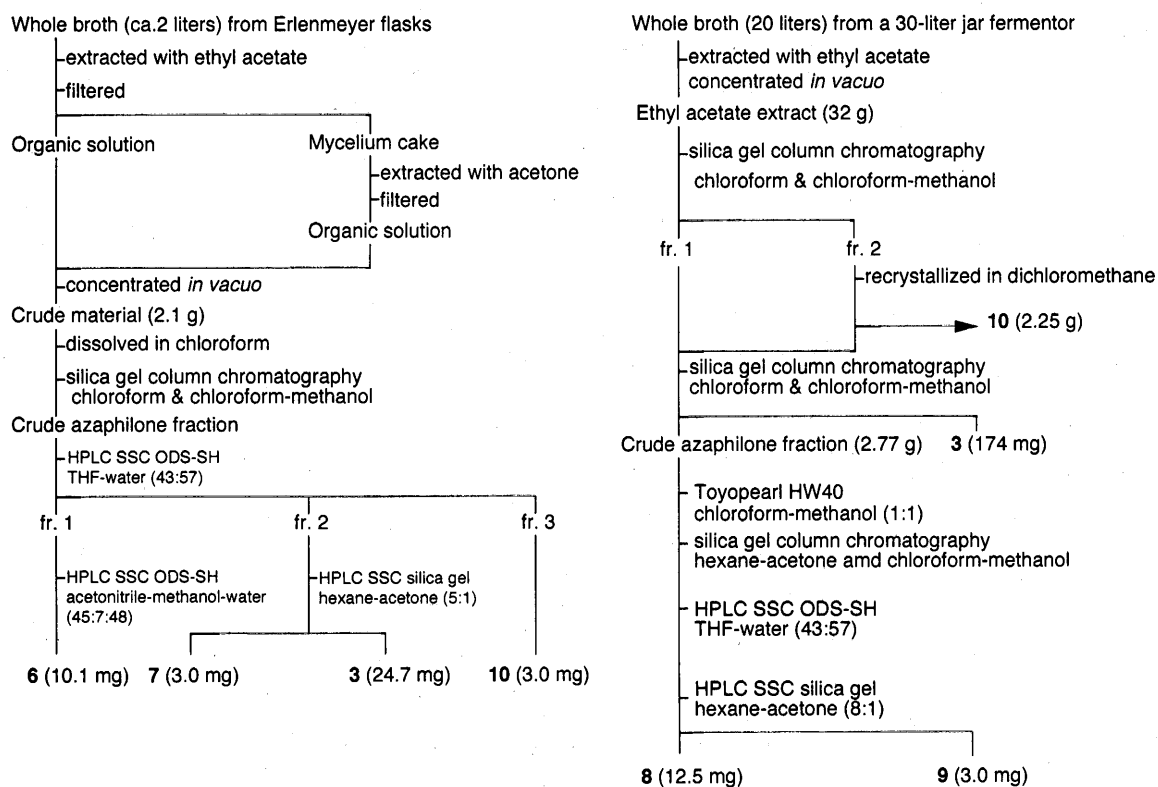 Whole broth (ca.2 liters) from Erlenmeyer flasks
extracted with ethyl acetate
filtered
Organic solution
Mycelium cake
extracted with acetone
filtered
Organic solution
concentrated in vacuo
Crude material (2.1 g)
dissolved in chloroform
silica gel column chromatography
chloroform & chloroform-methanol
Crude azaphilone fraction
HPLC SSC ODS-SH
THF-water (43:57)
fr. 1
fr. 2
fr. 3
HPLC SSC ODS-SH
acetonitrile-methanol-water
(45:7:48)
HPLC SSC silica gel
hexane-acetone (5:1)
6 (10.1 mg)
7 (3.0 mg)
3 (24.7 mg)
10 (3.0 mg)
Whole broth (20 liters) from a 30-liter jar fermentor
extracted with ethyl acetate
concentrated in vacuo
Ethyl acetate extract (32 g)
silica gel column chromatography
chloroform & chloroform-methanol
fr. 1
fr. 2
recrystallized in dichloromethane
10 (2.25 g)
silica gel column chromatography
chloroform & chloroform-methanol
Crude azaphilone fraction (2.77 g)
3 (174 mg)
Toyopearl HW40
chloroform-methanol (1:1)
silica gel column chromatography
hexane-acetone amd chloroform-methanol
HPLC SSC ODS-SH
THF-water (43:57)
HPLC SSC silica gel
hexane-acetone (8:1)
8 (12.5 mg)
9 (3.0 mg)